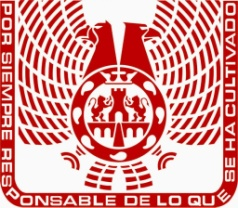 POR SIEMPRE RESPONSABLE DE LO QUE SE HA CULTIVADO